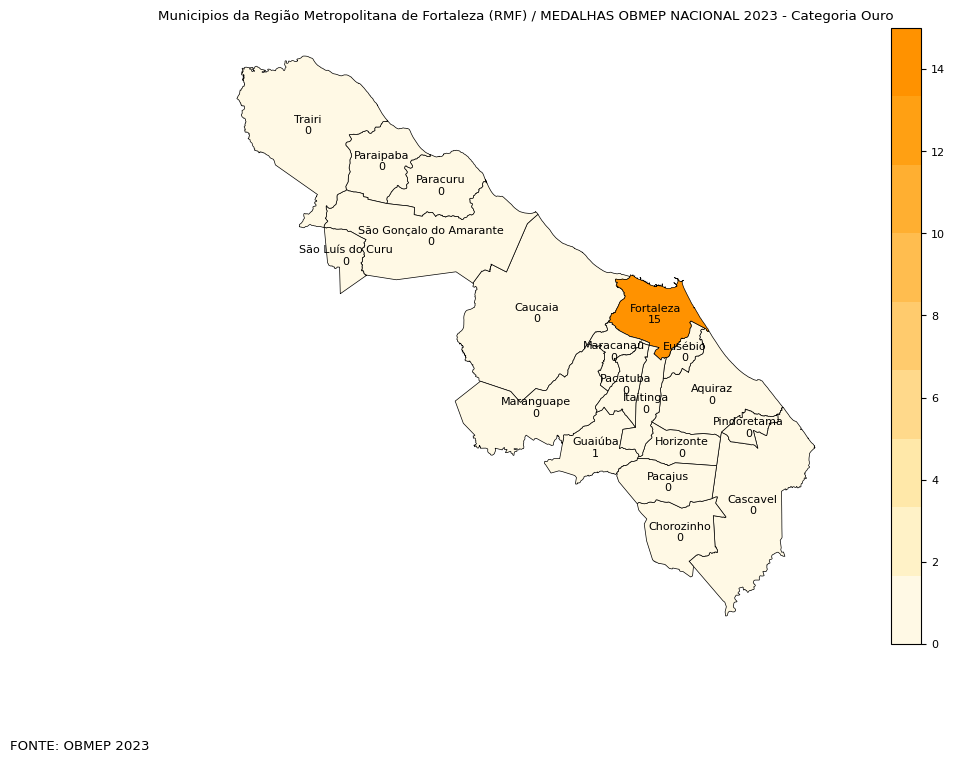 Municipios da Região Metropolitana de Fortaleza (RMF) / MEDALHAS OBMEP NACIONAL 2023 - Categoria Ouro
Trairi
0
Paraipaba
0
Paracuru
0
São Gonçalo do Amarante
0
São Luís do Curu
0
Caucaia
0
Fortaleza
15
Maracanaú
0
Eusébio
0
Pacatuba
0
Itaitinga
0
Aquiraz
0
Maranguape
0
Pindoretama
0
Guaiúba
1
Horizonte
0
Pacajus
0
Cascavel
0
Chorozinho
0
14
12
10
8
6
4
2
0
FONTE: OBMEP 2023